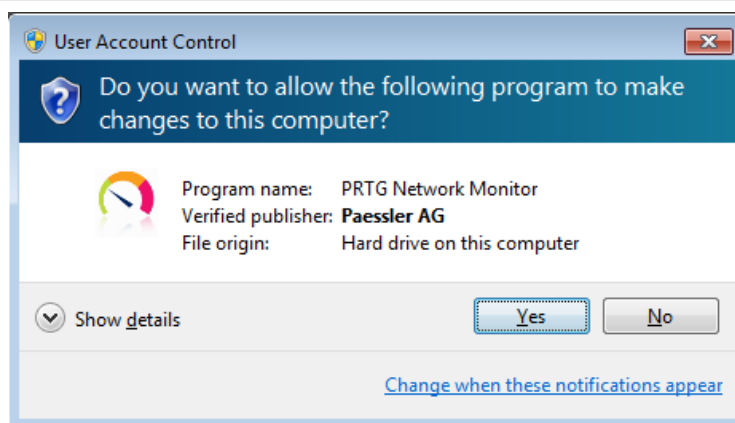 User Account Control
Do you want to allow the following program to make
changes to this computer?
Program name: PRTG Network Monitor
Verified publisher: Paessler AG
File origin: Hard drive on this computer
Show details
Yes
No
Change when these notifications appear